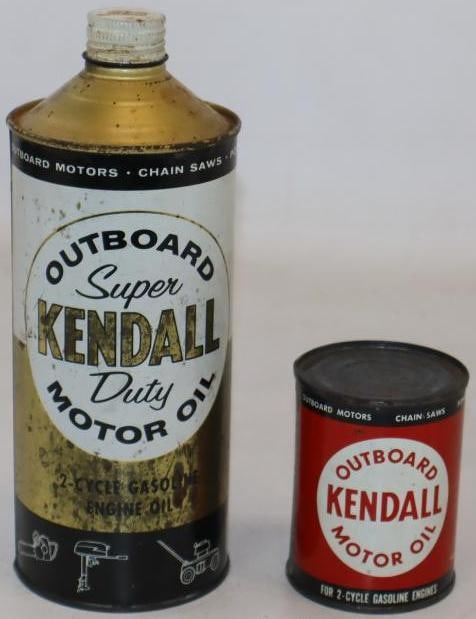 OUTBOARD MOTORS · CHAIN SAWS ·
OUTBOARD
Super
KENDALL
Duty
MOTOR OIL
2-CYCLE GASOLINE
ENGINE OIL
OUTBOARD MOTORS CHAIN SAWS
OUTBOARD
KENDALL
MOTOR OIL
FOR 2-CYCLE GASOLINE ENGINES